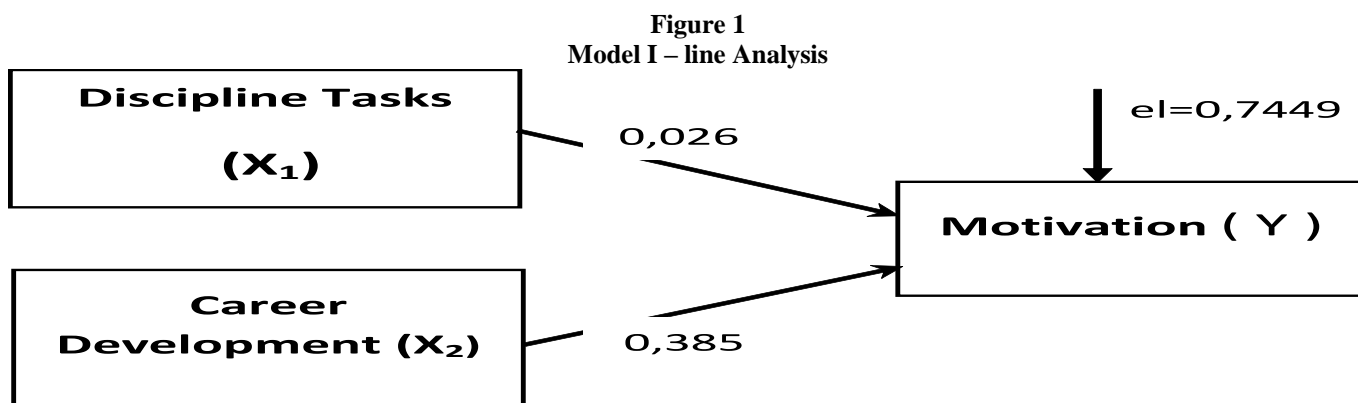 Figure 1
Model I – line Analysis
Discipline Tasks
(X₁)
0,026
el=0,7449
Motivation ( Y )
Career
Development (X₂)
0,385